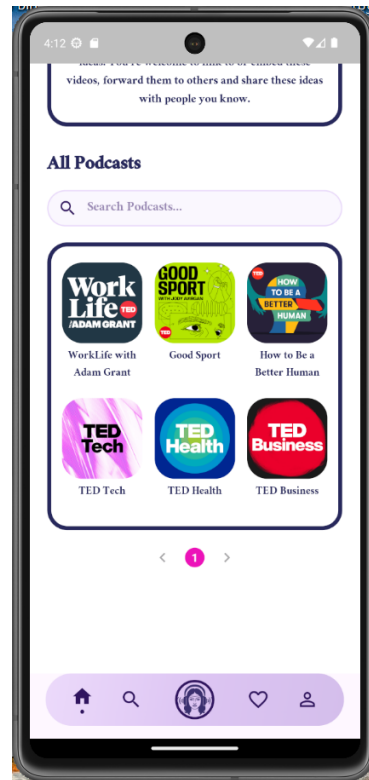 4:12
videos, forward them to others and share these ideas
with people you know.
All Podcasts
Search Podcasts...
Work
Life TED
/ADAM GRANT
GOOD
SPORT
WITH JODY AVIRGAN
TED
TED
HOW
TO BE A
BETTER
HUMAN
WorkLife with
Adam Grant
Good Sport
How to Be a
Better Human
TED
Tech
TED
Health
TED
Business
TED Tech
TED Health
TED Business
1